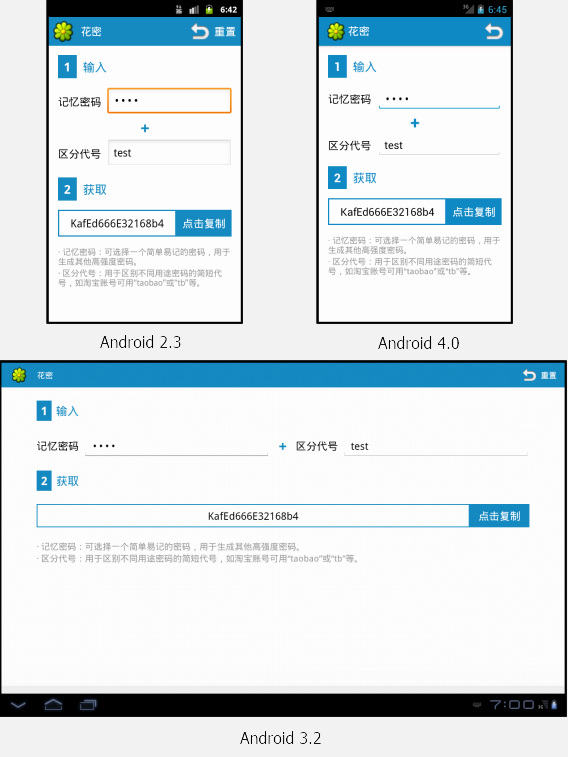 6:42
花密
重置
1 输入
记忆密码 ••••
+
区分代号 test
2 获取
KafEd666E32168b4 点击复制
· 记忆密码：可选择一个简单易记的密码，用于
生成其他高强度密码。
· 区分代号：用于区别不同用途密码的简短代
号，如淘宝账号可用“taobao”或“tb”等。
Android 2.3
3G 6:45
花密
1 输入
记忆密码 ••••
+
区分代号 test
2 获取
KafEd666E32168b4 点击复制
· 记忆密码：可选择一个简单易记的密码，用于
生成其他高强度密码。
· 区分代号：用于区别不同用途密码的简短代
号，如淘宝账号可用“taobao”或“tb”等。
Android 4.0
花密 重置
1 输入
记忆密码 •••• + 区分代号 test
2 获取
KafEd666E32168b4 点击复制
· 记忆密码：可选择一个简单易记的密码，用于生成其他高强度密码。
· 区分代号：用于区别不同用途密码的简短代号，如淘宝账号可用“taobao”或“tb”等。
7:00 3G
Android 3.2